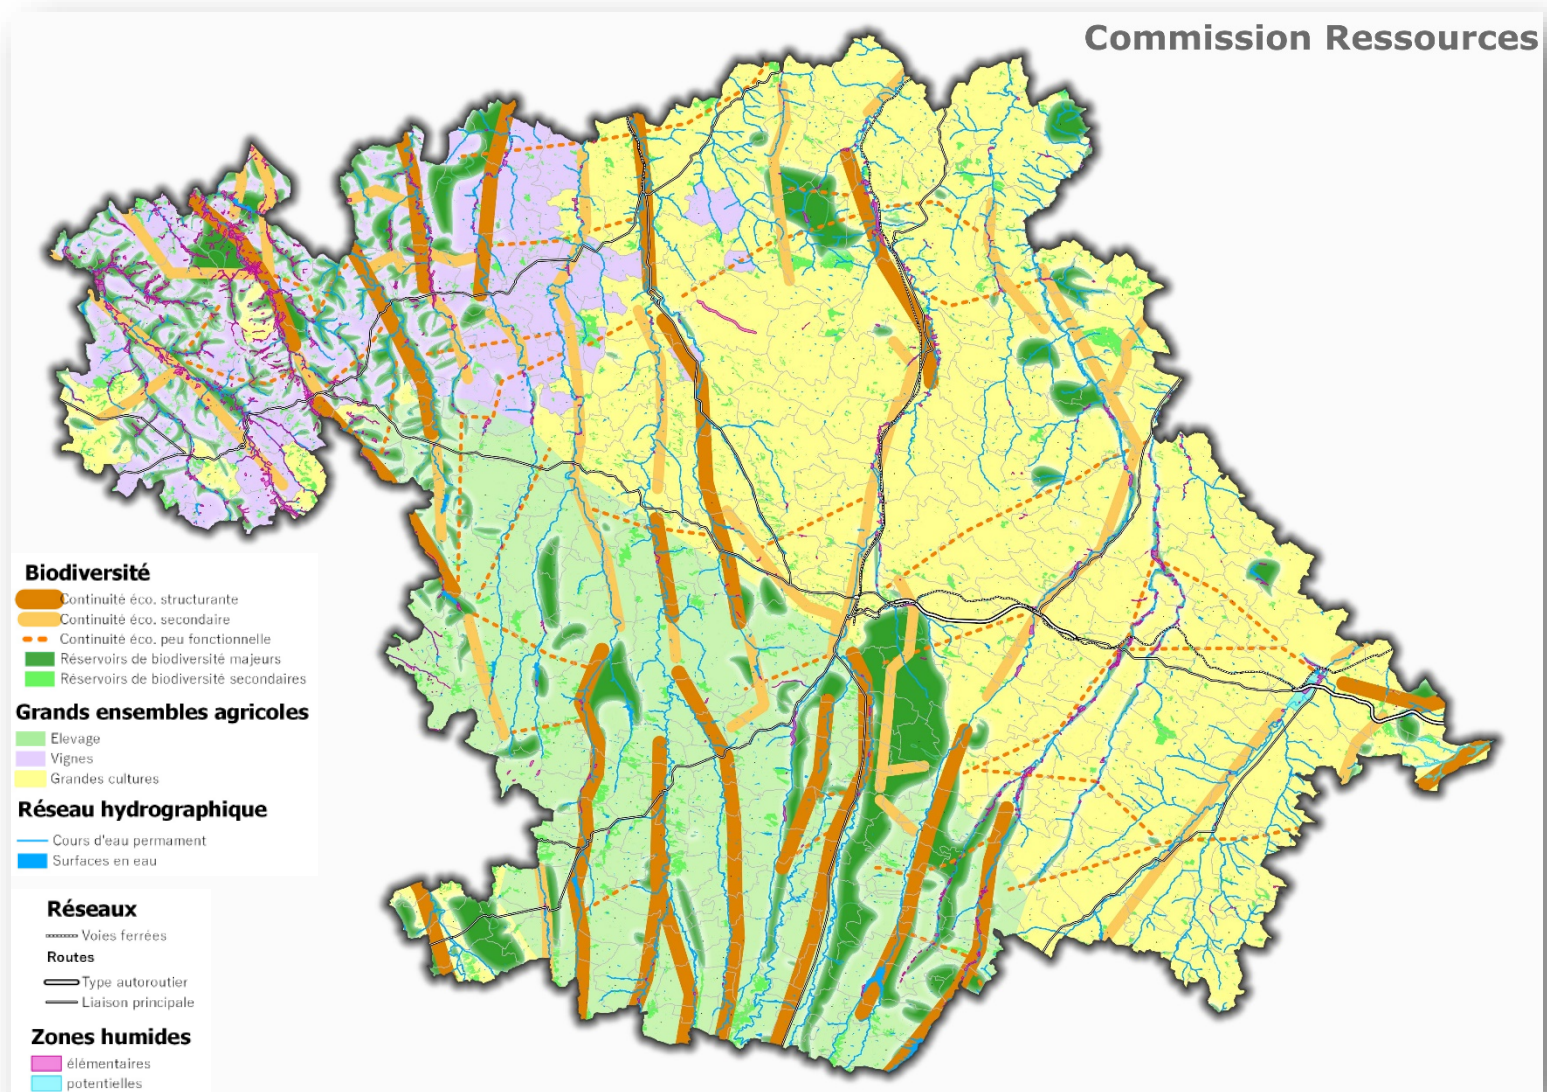 Commission Ressources
Biodiversité
Continuité éco. structurante
Continuité éco. secondaire
Continuité éco. peu fonctionnelle
Réservoirs de biodiversité majeurs
Réservoirs de biodiversité secondaires
Grands ensembles agricoles
Elevage
Vignes
Grandes cultures
Réseau hydrographique
Cours d'eau permament
Surfaces en eau
Réseaux
Voies ferrées
Routes
Type autoroutier
Liaison principale
Zones humides
élémentaires
potentielles